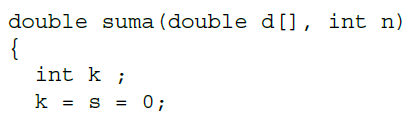 double suma(double d[], int n)
{
  int k ;
  k = s = 0;